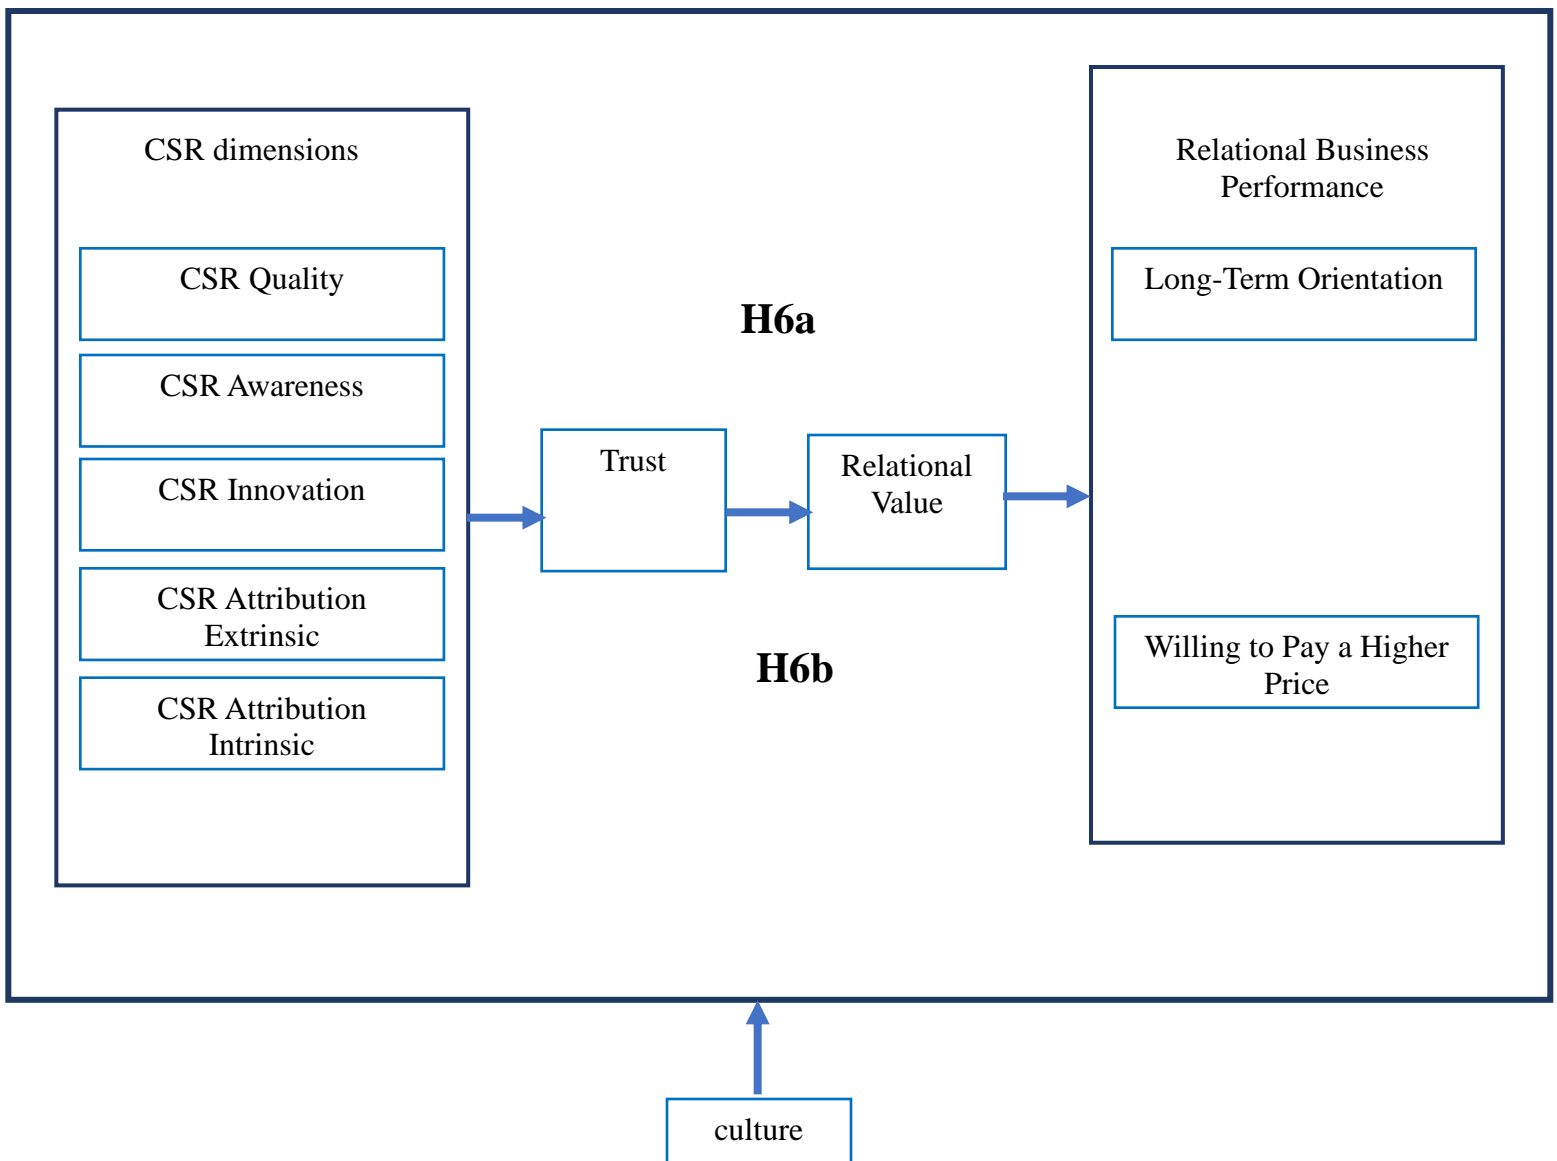 CSR dimensions
CSR Quality
CSR Awareness
CSR Innovation
CSR Attribution
Extrinsic
CSR Attribution
Intrinsic
H6a
Trust
Relational
Value
H6b
Relational Business
Performance
Long-Term Orientation
Willing to Pay a Higher
Price
culture